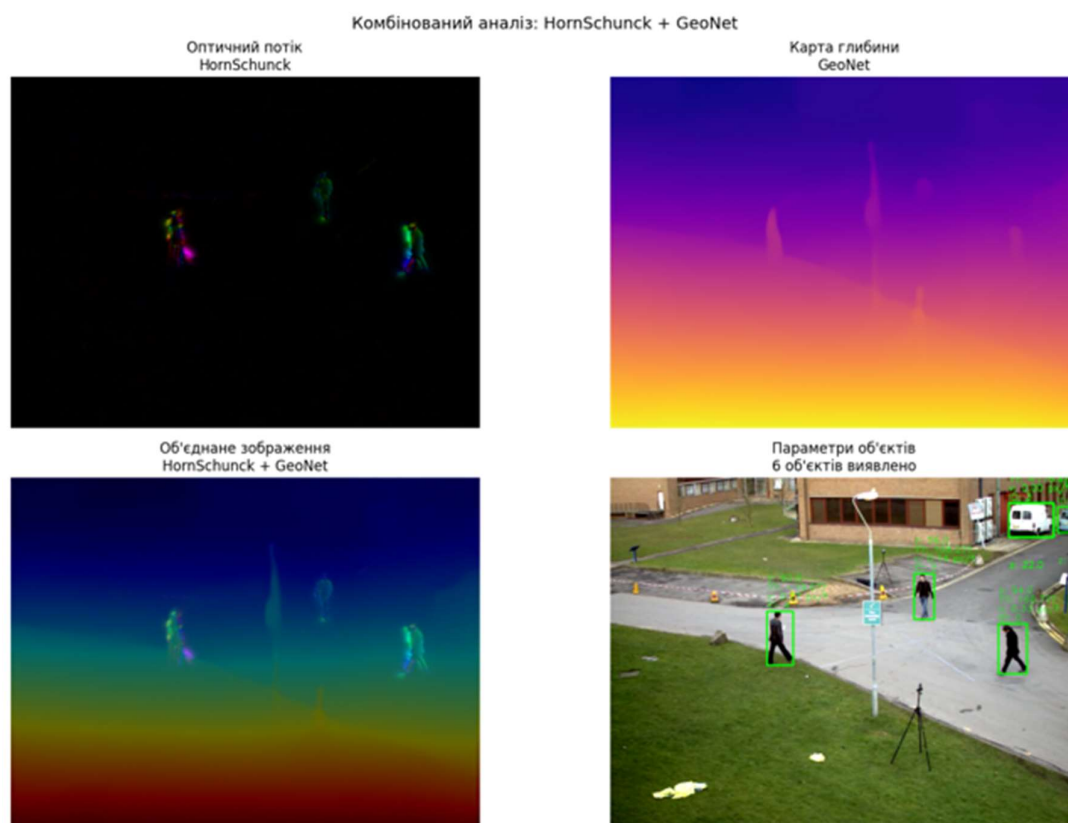 Комбінований аналіз: HornSchunck + GeoNet
Оптичний потік
HornSchunck
Карта глибини
GeoNet
Об'єднане зображення
HornSchunck + GeoNet
Параметри об'єктів
6 об'єктів виявлено